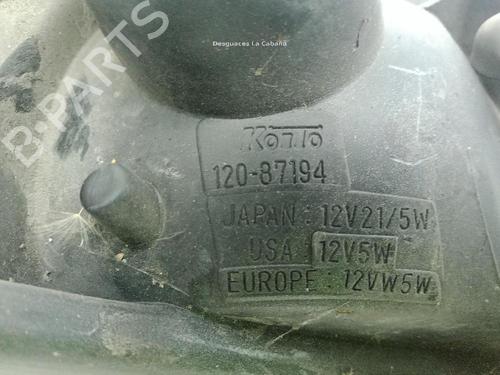 Desguaces La Cabaña
B-PARTS
KOITO
120-87194
JAPAN : 12V21/5W
USA : 12V5W
EUROPE : 12VW5W